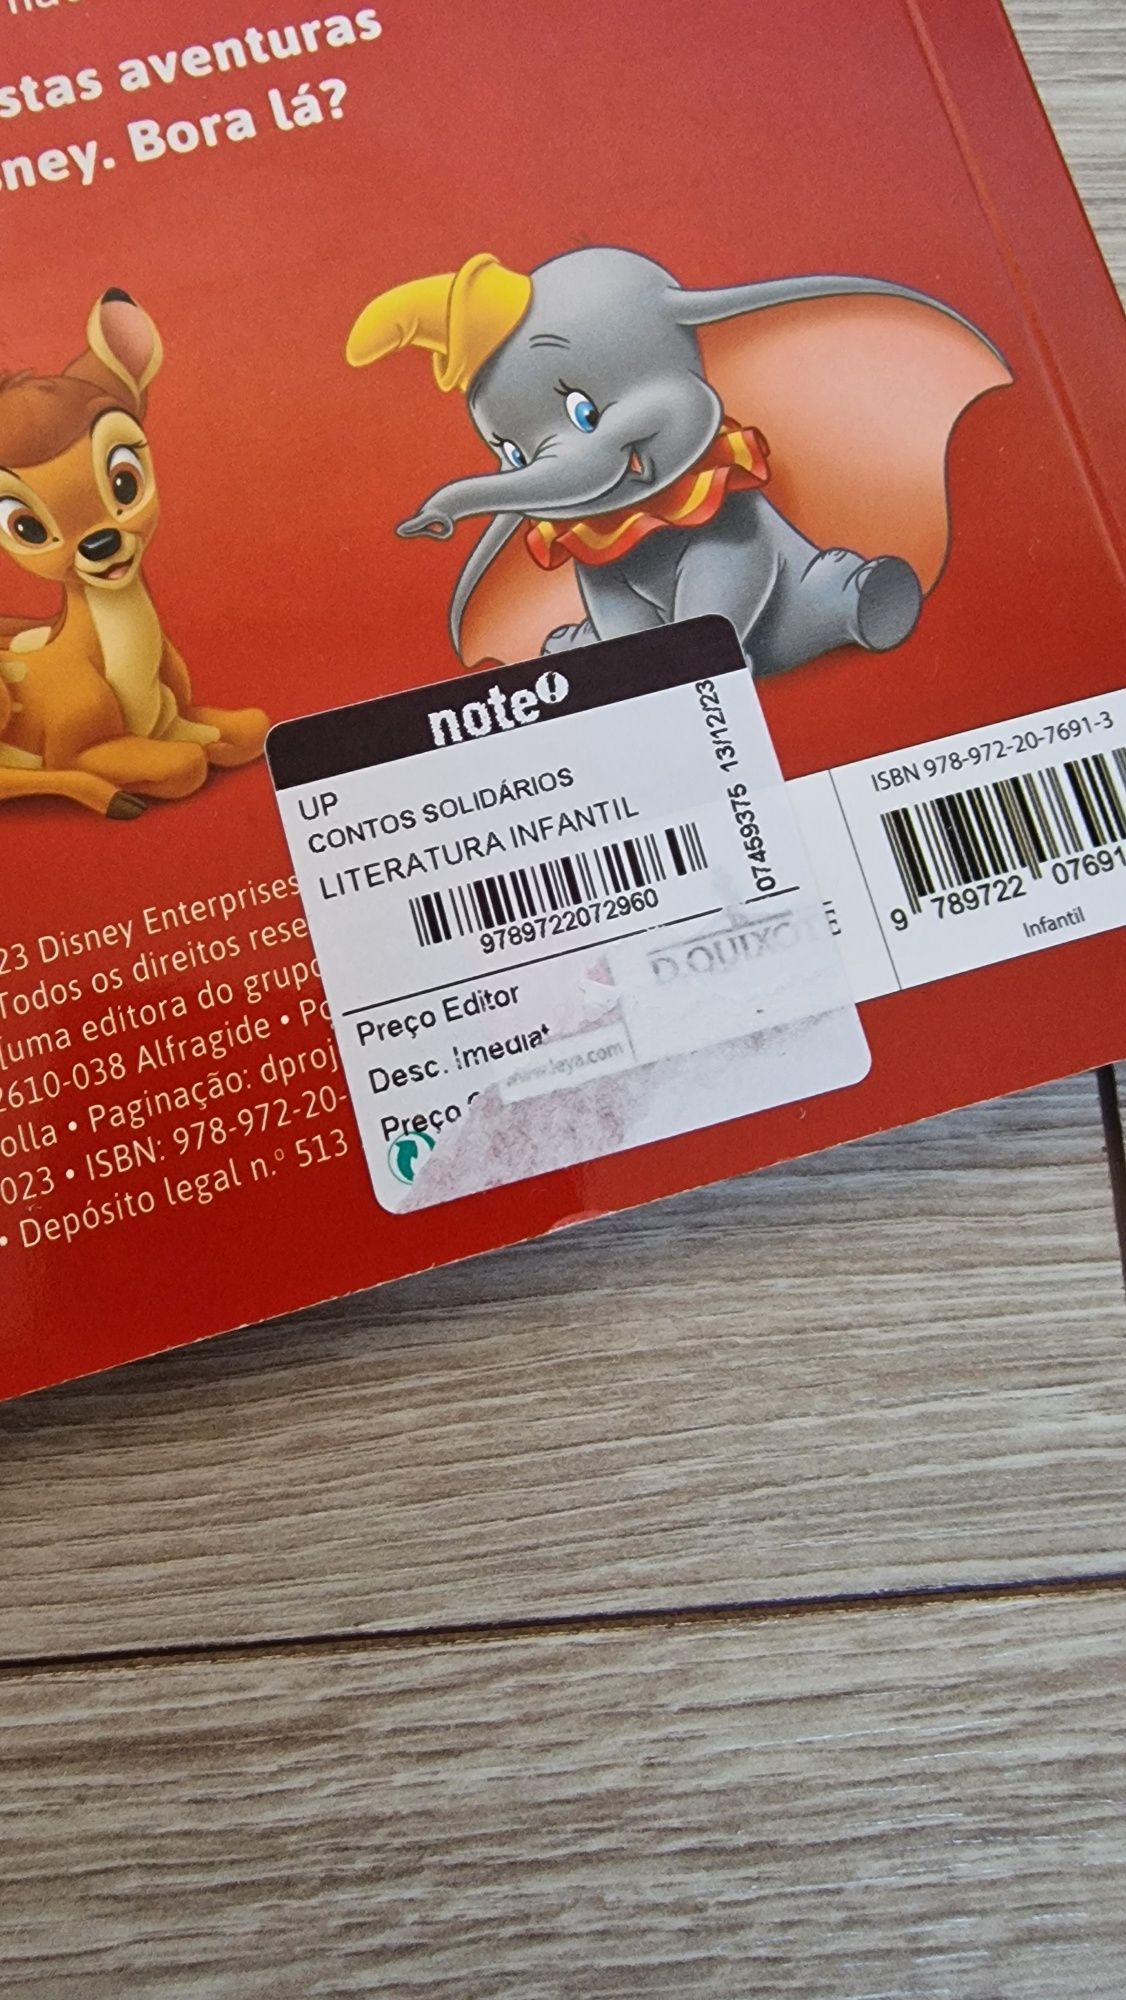 stas aventuras
ney. Bora lá?
note!
UP
CONTOS SOLIDÁRIOS
LITERATURA INFANTIL
9789722072960
07459375 13/12/23
Preço Editor
Desc. Imediat
Preço
D.QUIXOTE
www.leya.com
ISBN 978-972-20-7691-3
9 789722 07691
Infantil
23 Disney Enterprises
Todos os direitos rese
uma editora do grupo
2610-038 Alfragide • Po
olla • Paginação: dproj
023 • ISBN: 978-972-20-
• Depósito legal n.º 513